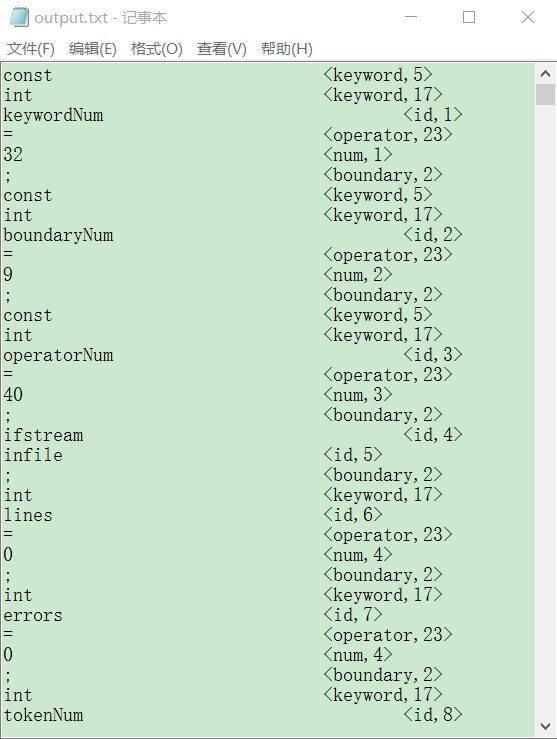 output.txt - 记事本
文件(F) 编辑(E) 格式(O) 查看(V) 帮助(H)
const <keyword,5>
int <keyword,17>
keywordNum <id,1>
= <operator,23>
32 <num,1>
; <boundary,2>
const <keyword,5>
int <keyword,17>
boundaryNum <id,2>
= <operator,23>
9 <num,2>
; <boundary,2>
const <keyword,5>
int <keyword,17>
operatorNum <id,3>
= <operator,23>
40 <num,3>
; <boundary,2>
ifstream <id,4>
infile <id,5>
; <boundary,2>
int <keyword,17>
lines <id,6>
= <operator,23>
0 <num,4>
; <boundary,2>
int <keyword,17>
errors <id,7>
= <operator,23>
0 <num,4>
; <boundary,2>
int <keyword,17>
tokenNum <id,8>